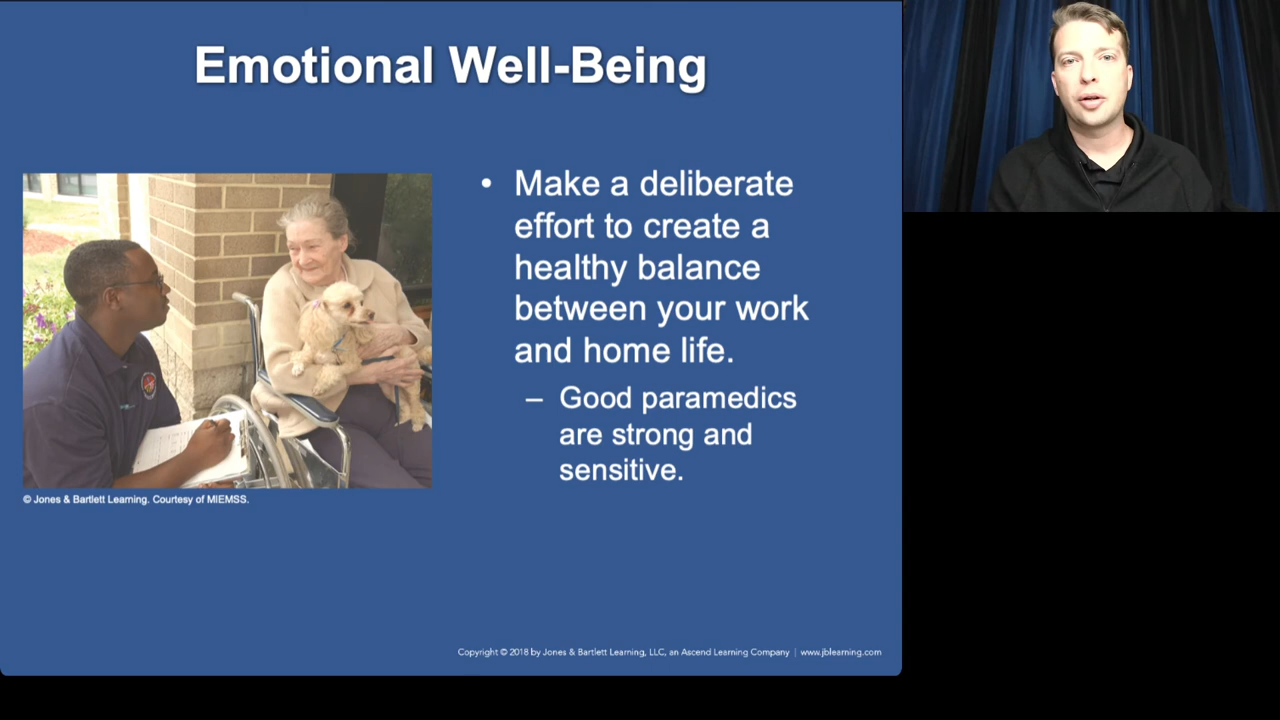 Emotional Well-Being
• Make a deliberate
effort to create a
healthy balance
between your work
and home life.
– Good paramedics
are strong and
sensitive.
© Jones & Bartlett Learning. Courtesy of MIEMSS.
Copyright © 2018 by Jones & Bartlett Learning, LLC, an Ascend Learning Company | www.jblearning.com